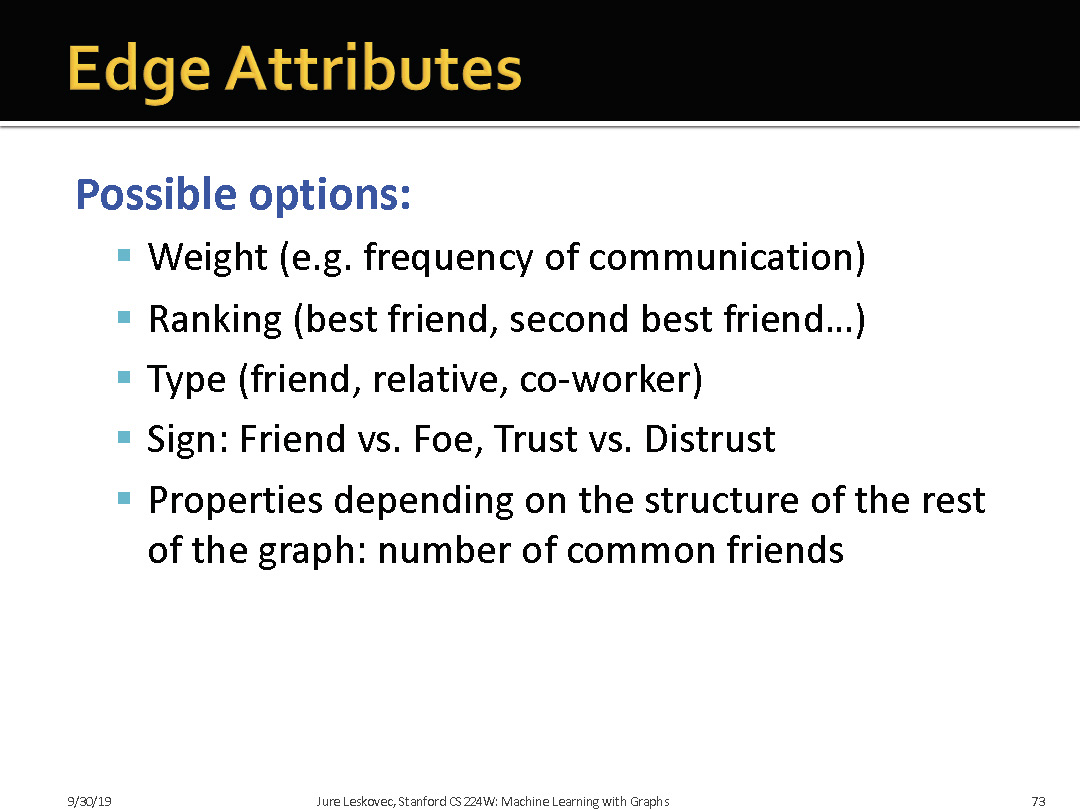 Edge Attributes
Possible options:
▪ Weight (e.g. frequency of communication)
▪ Ranking (best friend, second best friend…)
▪ Type (friend, relative, co-worker)
▪ Sign: Friend vs. Foe, Trust vs. Distrust
▪ Properties depending on the structure of the rest
of the graph: number of common friends
9/30/19
Jure Leskovec, Stanford CS224W: Machine Learning with Graphs
73